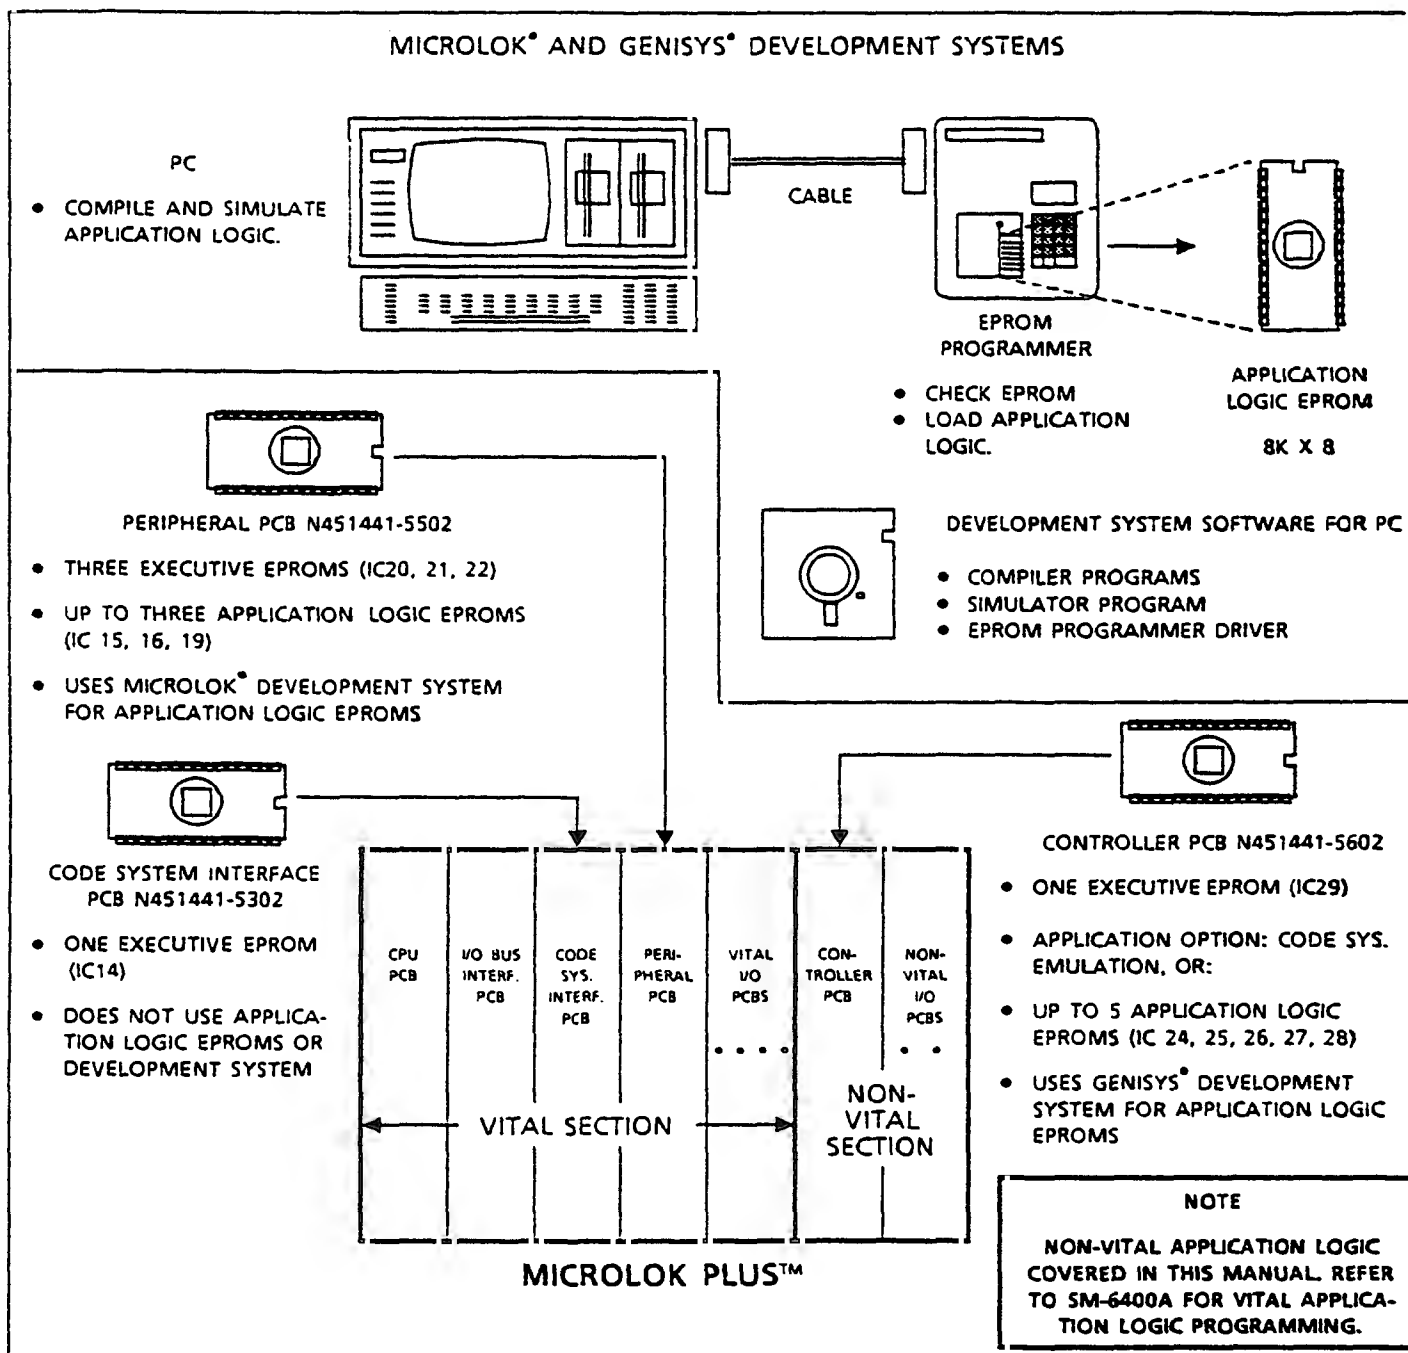 MICROLOK® AND GENISYS® DEVELOPMENT SYSTEMS
PC
• COMPILE AND SIMULATE
APPLICATION LOGIC.
CABLE
EPROM
PROGRAMMER
• CHECK EPROM
• LOAD APPLICATION
LOGIC.
APPLICATION
LOGIC EPROM
8K X 8
PERIPHERAL PCB N451441-5502
• THREE EXECUTIVE EPROMS (IC20, 21, 22)
• UP TO THREE APPLICATION LOGIC EPROMS
(IC 15, 16, 19)
• USES MICROLOK® DEVELOPMENT SYSTEM
FOR APPLICATION LOGIC EPROMS
DEVELOPMENT SYSTEM SOFTWARE FOR PC
• COMPILER PROGRAMS
• SIMULATOR PROGRAM
• EPROM PROGRAMMER DRIVER
CODE SYSTEM INTERFACE
PCB N451441-5302
• ONE EXECUTIVE EPROM
(IC14)
• DOES NOT USE APPLICA-
TION LOGIC EPROMS OR
DEVELOPMENT SYSTEM
CPU
PCB
I/O BUS
INTERF.
PCB
CODE
SYS.
INTERF.
PCB
PERI-
PHERAL
PCB
VITAL
I/O
PCBS
CON-
TROLLER
PCB
NON-
VITAL
I/O
PCBS
VITAL SECTION
NON-
VITAL
SECTION
MICROLOK PLUS™
CONTROLLER PCB N451441-5602
• ONE EXECUTIVE EPROM (IC29)
• APPLICATION OPTION: CODE SYS.
EMULATION, OR:
• UP TO 5 APPLICATION LOGIC
EPROMS (IC 24, 25, 26, 27, 28)
• USES GENISYS® DEVELOPMENT
SYSTEM FOR APPLICATION LOGIC
EPROMS
NOTE
NON-VITAL APPLICATION LOGIC
COVERED IN THIS MANUAL. REFER
TO SM-6400A FOR VITAL APPLICA-
TION LOGIC PROGRAMMING.